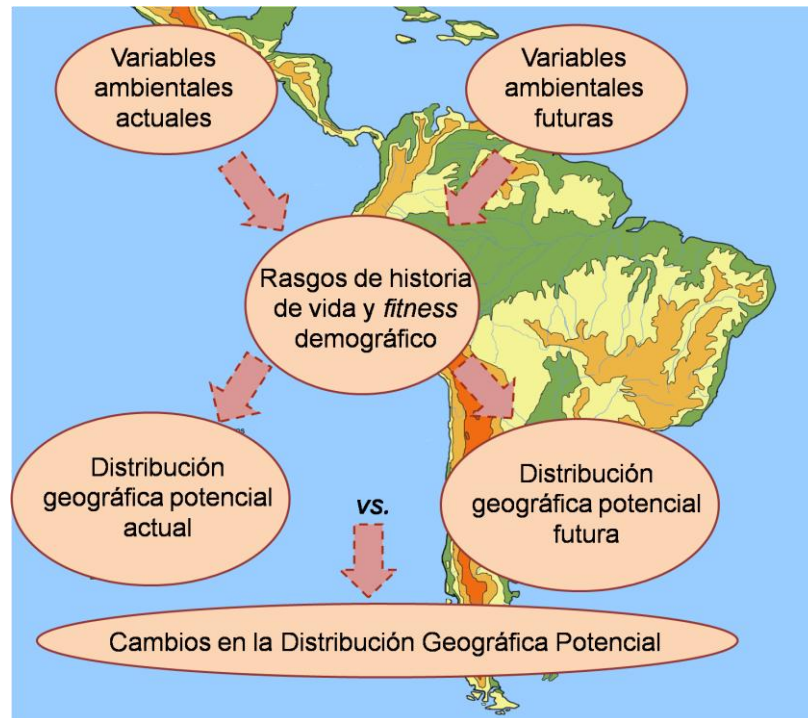 Variables
ambientales
actuales
Variables
ambientales
futuras
Rasgos de historia
de vida y fitness
demográfico
Distribución
geográfica potencial
actual
vs.
Distribución
geográfica potencial
futura
Cambios en la Distribución Geográfica Potencial